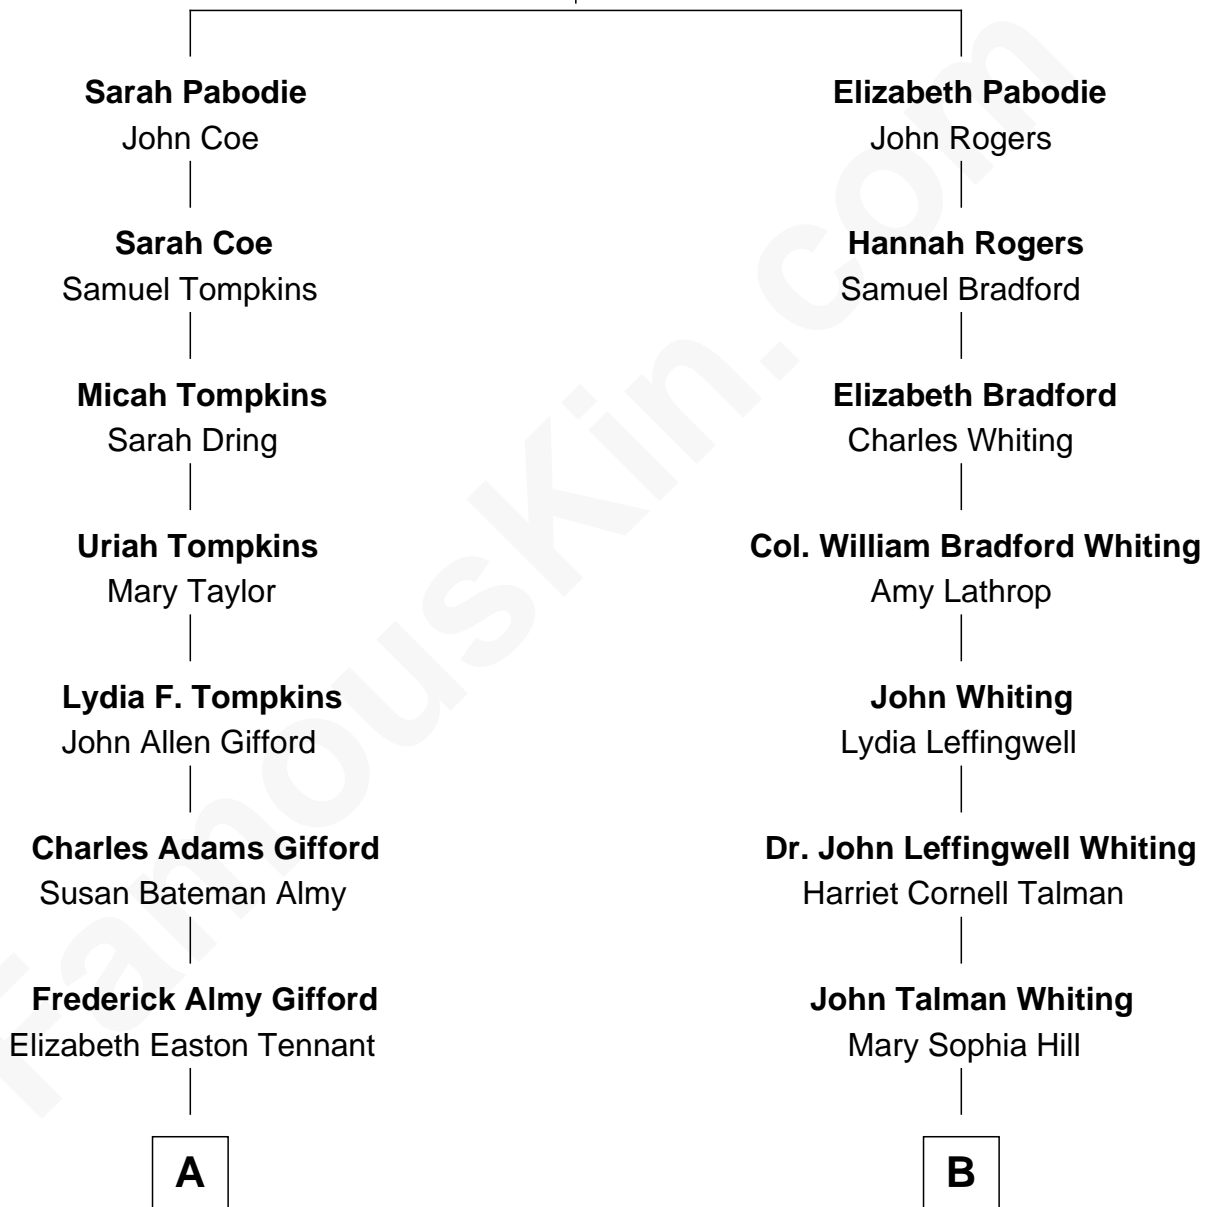 Sarah Pabodie
John Coe
Sarah Coe
Samuel Tompkins
Micah Tompkins
Sarah Dring
Uriah Tompkins
Mary Taylor
Lydia F. Tompkins
John Allen Gifford
Charles Adams Gifford
Susan Bateman Almy
Frederick Almy Gifford
Elizabeth Easton Tennant
A
Elizabeth Pabodie
John Rogers
Hannah Rogers
Samuel Bradford
Elizabeth Bradford
Charles Whiting
Col. William Bradford Whiting
Amy Lathrop
John Whiting
Lydia Leffingwell
Dr. John Leffingwell Whiting
Harriet Cornell Talman
John Talman Whiting
Mary Sophia Hill
B
FamousKin.com